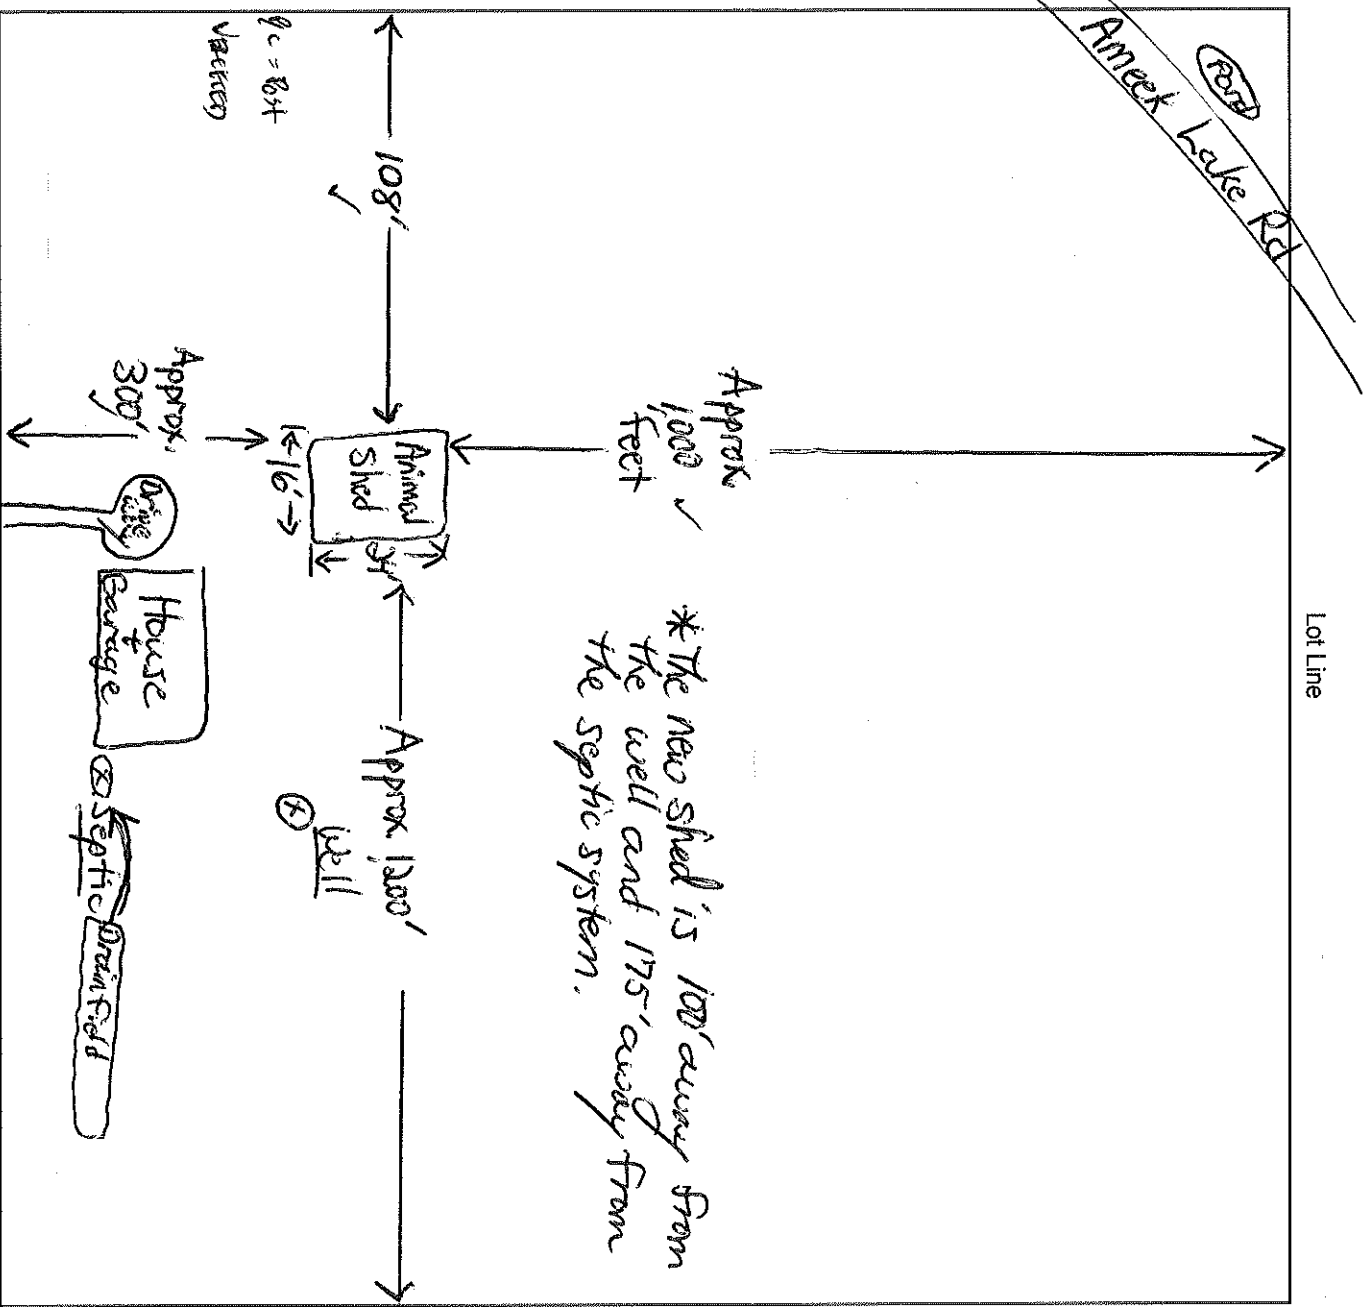 Lot Line
Pond
Ameek Lake Rd
Approx
1,000 ✓
feet
* The new shed is 100' away from
the well and 175' away from
the septic system.
108'
✓
Animal
Shed
24'
←16'→
Approx. 1200'
Well
Approx.
300'
✓
Drive
way
House
+
Garage
Septic
Drain field